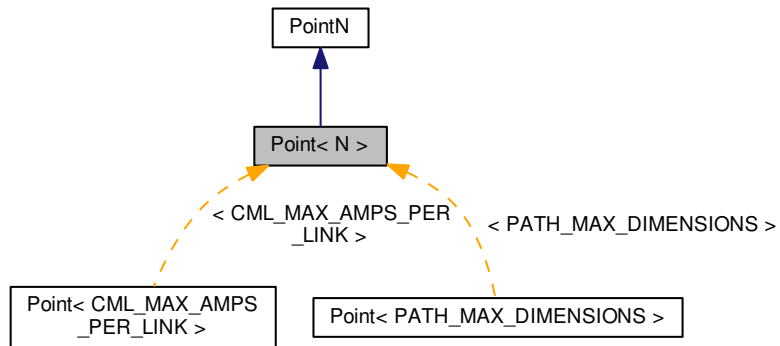 PointN
Point< N >
< CML_MAX_AMPS_PER
_LINK >
< PATH_MAX_DIMENSIONS >
Point< CML_MAX_AMPS
_PER_LINK >
Point< PATH_MAX_DIMENSIONS >